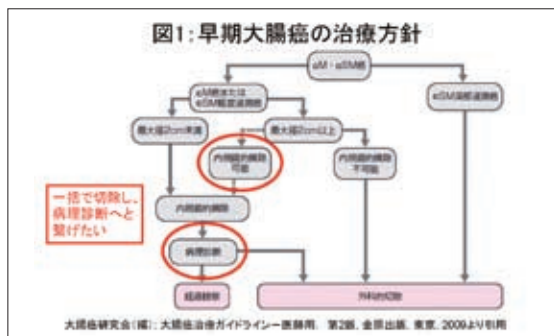 図1:早期大腸癌の治療方針
cM・cSM癌
cM癌または
cSM軽度浸潤癌
cSM深部浸潤癌
最大径2cm未満
最大径2cm以上
内視鏡的摘除
可能
内視鏡的摘除
不可能
一括で切除し、
病理診断へと
繋げたい
内視鏡的摘除
病理診断
経過観察
外科的切除
大腸癌研究会(編):大腸癌治療ガイドラインー医師用. 第2版, 金原出版, 東京, 2009より引用